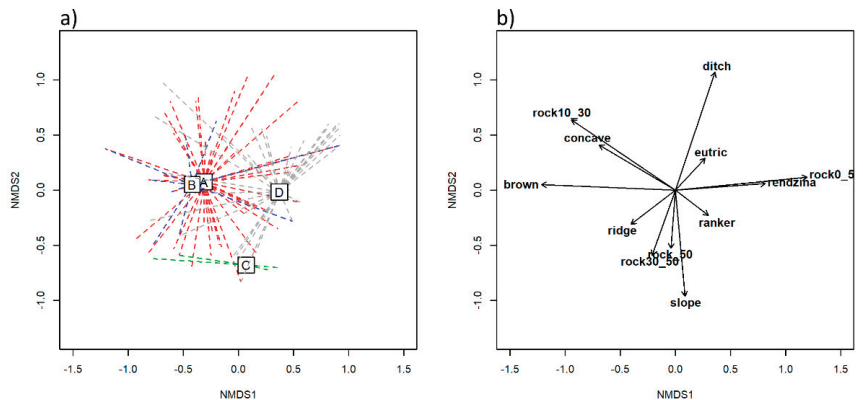 a)
b)
1.0
0.5
0.0
-0.5
-1.0
NMDS2
B A
D
C
-1.5 -1.0 -0.5 0.0 0.5 1.0 1.5
NMDS1
1.0
0.5
0.0
-0.5
-1.0
NMDS2
ditch
rock10_30
concave
eutric
brown
rock0_5
rendzina
ranker
ridge
rock_50
rock30_50
slope
-1.5 -1.0 -0.5 0.0 0.5 1.0 1.5
NMDS1